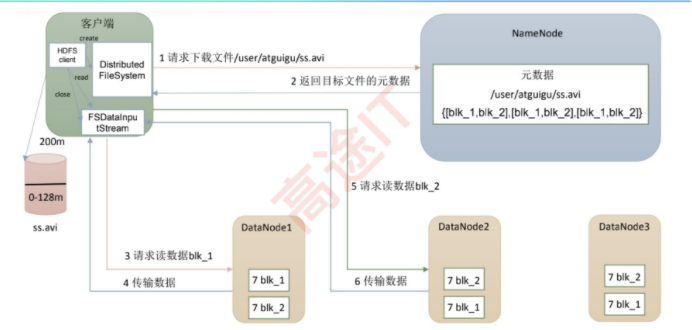 客户端
HDFS
client
create
read
close
Distributed
FileSystem
FSDataInpu
tStream
1 请求下载文件/user/atguigu/ss.avi
2 返回目标文件的元数据
NameNode
元数据
/user/atguigu/ss.avi
{[blk_1,blk_2],[blk_1,blk_2],[blk_1,blk_2]}
200m
0-128m
ss.avi
高途IT
5 请求读数据blk_2
3 请求读数据blk_1
4 传输数据
6 传输数据
DataNode1
7 blk_1
7 blk_2
DataNode2
7 blk_2
7 blk_1
DataNode3
7 blk_2
7 blk_1